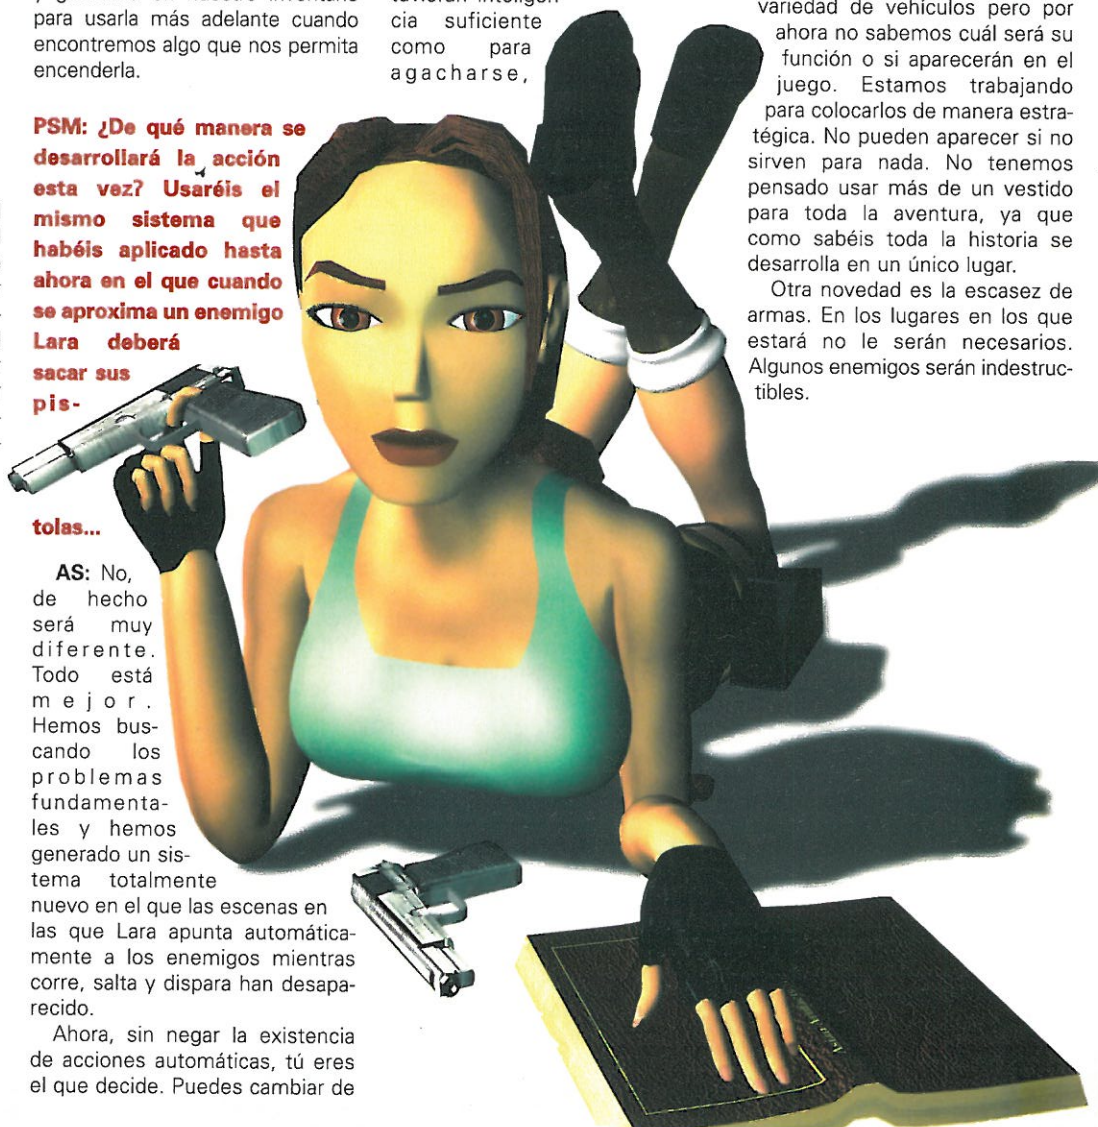 para usarla más adelante cuando
encontremos algo que nos permita
encenderla.
PSM: ¿De qué manera se
desarrollará la acción
esta vez? Usaréis el
mismo sistema que
habéis aplicado hasta
ahora en el que cuando
se aproxima un enemigo
Lara deberá
sacar sus
pis-
tolas...
AS: No,
de hecho
será muy
diferente.
Todo está
mejor.
Hemos bus-
cando los
problemas
fundamenta-
les y hemos
generado un sis-
tema totalmente
nuevo en el que las escenas en
las que Lara apunta automática-
mente a los enemigos mientras
corre, salta y dispara han desapa-
recido.
Ahora, sin negar la existencia
de acciones automáticas, tú eres
el que decide. Puedes cambiar de
cia suficiente
como para
agacharse,
variedad de vehículos pero por
ahora no sabemos cuál será su
función o si aparecerán en el
juego. Estamos trabajando
para colocarlos de manera estra-
tégica. No pueden aparecer si no
sirven para nada. No tenemos
pensado usar más de un vestido
para toda la aventura, ya que
como sabéis toda la historia se
desarrolla en un único lugar.
Otra novedad es la escasez de
armas. En los lugares en los que
estará no le serán necesarios.
Algunos enemigos serán indestruc-
tibles.